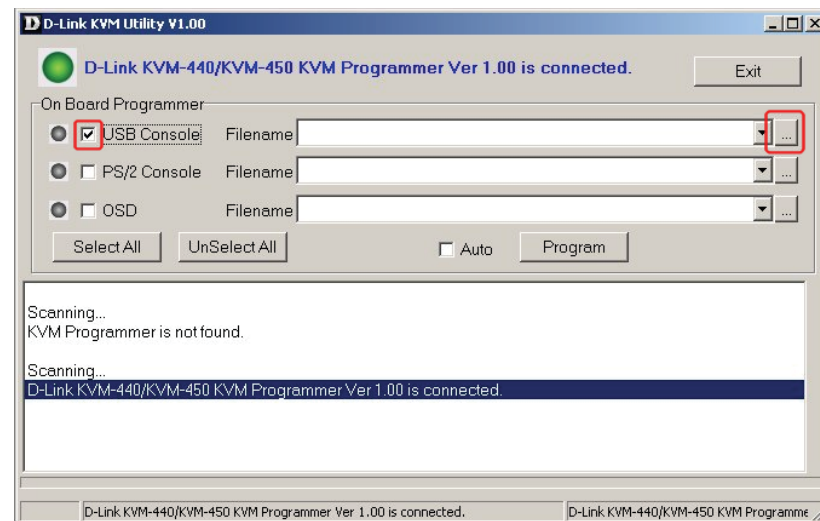 D-Link KVM Utility V1.00
D-Link KVM-440/KVM-450 KVM Programmer Ver 1.00 is connected.
Exit
On Board Programmer
USB Console Filename ...
PS/2 Console Filename ...
OSD Filename ...
Select All UnSelect All Auto Program
Scanning...
KVM Programmer is not found.
Scanning...
D-Link KVM-440/KVM-450 KVM Programmer Ver 1.00 is connected.
D-Link KVM-440/KVM-450 KVM Programmer Ver 1.00 is connected. D-Link KVM-440/KVM-450 KVM Programme